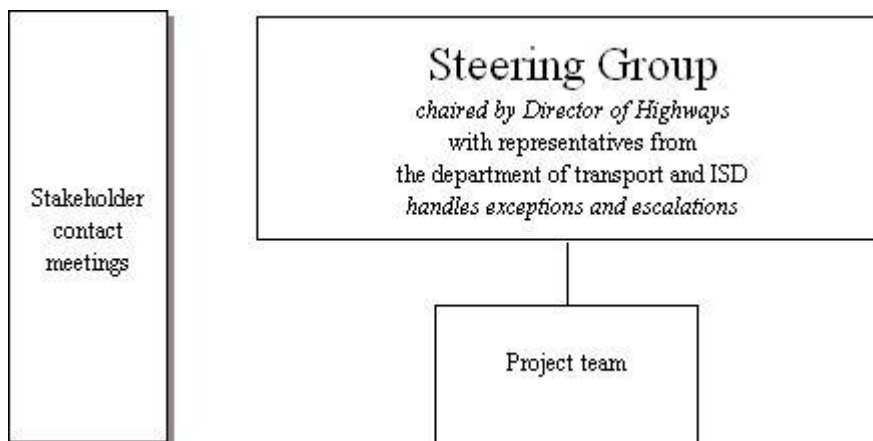 Stakeholder
contact
meetings
Steering Group
chaired by Director of Highways
with representatives from
the department of transport and ISD
handles exceptions and escalations
Project team